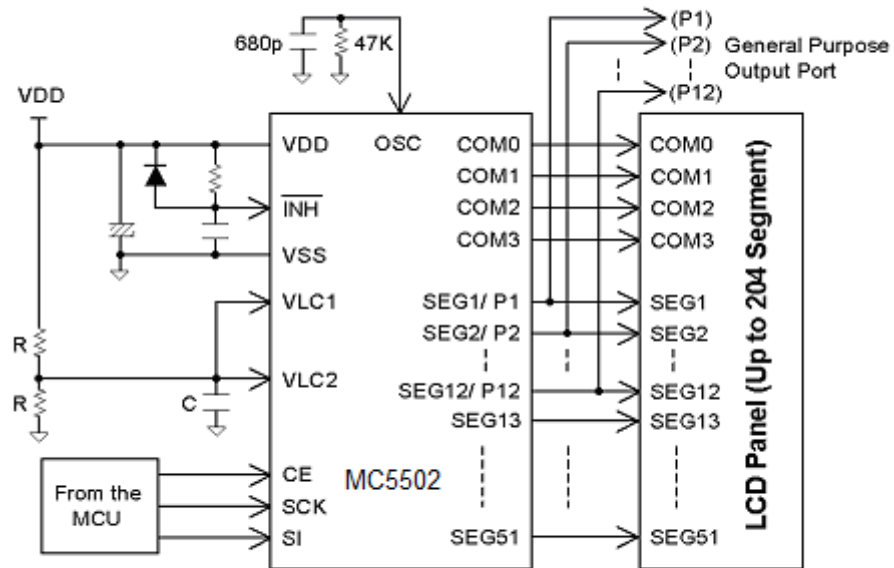 (P1)
680p
47K
(P2)
General Purpose
Output Port
(P12)
VDD
VDD
OSC
COM0
COM0
COM1
COM1
INH
COM2
COM2
VSS
COM3
COM3
VLC1
SEG1/ P1
SEG1
SEG2/ P2
SEG2
R
VLC2
SEG12/ P12
SEG12
R
C
SEG13
SEG13
LCD Panel (Up to 204 Segment)
From the
MCU
CE
MC5502
SCK
SI
SEG51
SEG51